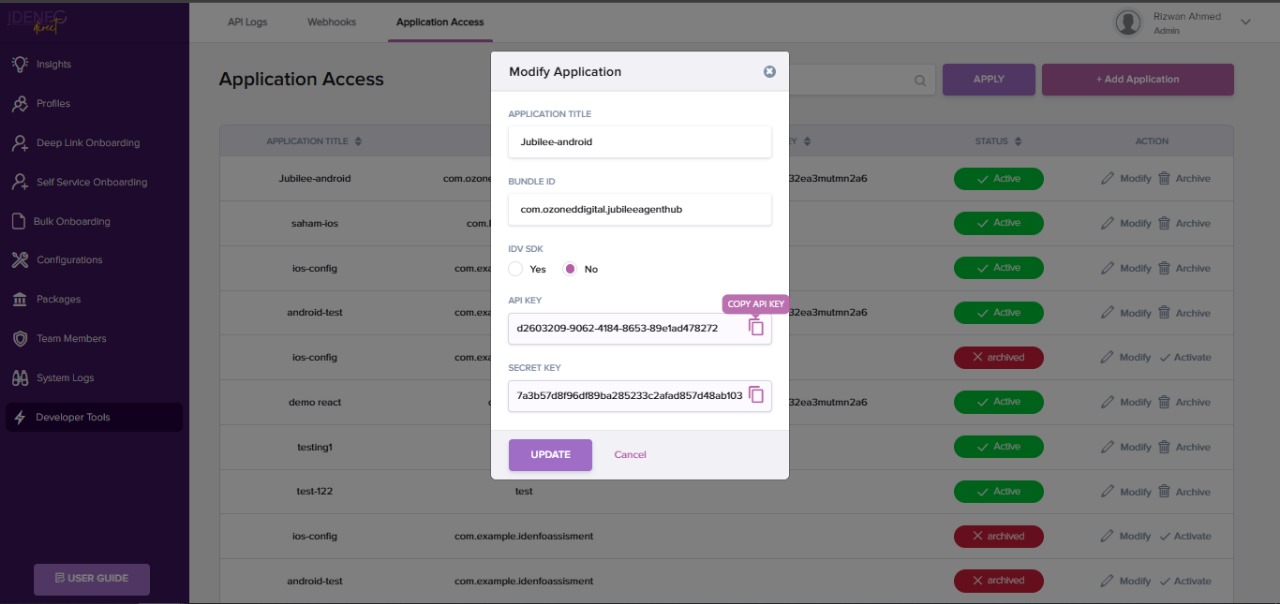 IDENFO
direct
API Logs
Webhooks
Application Access
Rizwan Ahmed
Admin
Insights
Profiles
Deep Link Onboarding
Self Service Onboarding
Bulk Onboarding
Configurations
Packages
Team Members
System Logs
Developer Tools
USER GUIDE
Application Access
APPLY
+ Add Application
APPLICATION TITLE
STATUS
ACTION
Jubilee-android
com.ozone
32ea3mutmn2a6
Active
Modify Archive
saham-ios
Active
Modify Archive
ios-config
com.exa
Active
Modify Archive
android-test
com.exa
32ea3mutmn2a6
Active
Modify Archive
ios-config
com.exa
archived
Modify Activate
demo react
32ea3mutmn2a6
Active
Modify Archive
testing1
Active
Modify Archive
test-122
test
Active
Modify Archive
ios-config
com.example.idenfoassisment
archived
Modify Activate
android-test
com.example.idenfoassisment
archived
Modify Activate
Modify Application
APPLICATION TITLE
Jubilee-android
BUNDLE ID
com.ozoneddigital.jubileeagenthub
IDV SDK
Yes
No
API KEY
COPY API KEY
d2603209-9062-4184-8653-89e1ad478272
SECRET KEY
7a3b57d8f96df89ba285233c2afad857d48ab103
UPDATE
Cancel